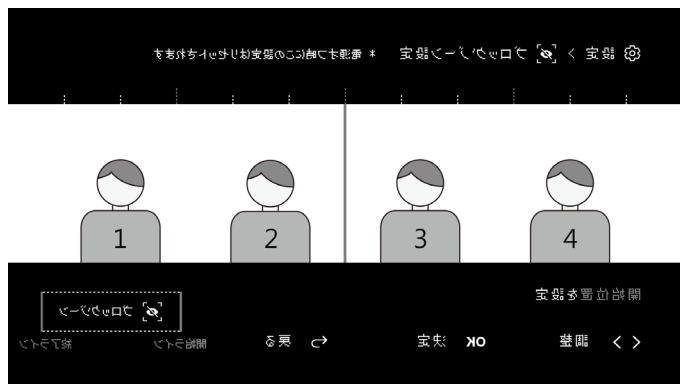 設定 > ブロックゾーン設定 * 電源オフ時にこの設定はリセットされます
1 2 3 4
開始位置を設定
ブロックゾーン
< > 調整 OK 決定 戻る 開始ライン 終了ライン